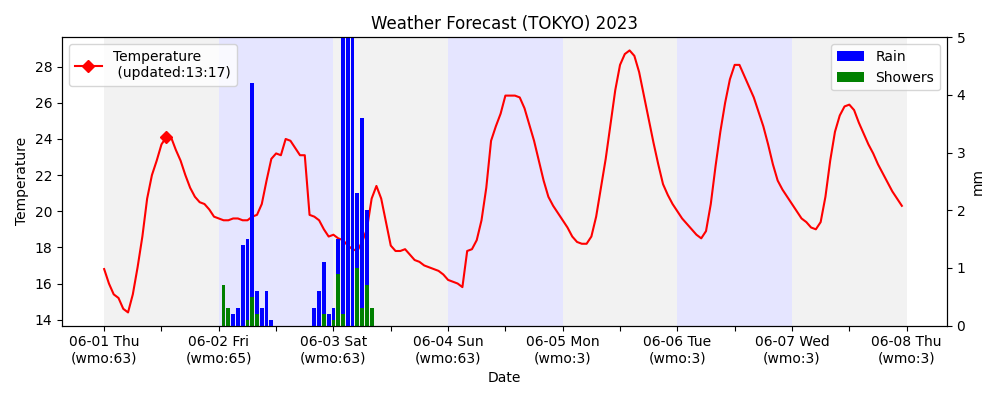 Weather Forecast (TOKYO) 2023
Temperature
(updated:13:17)
Rain
Showers
Temperature
28
26
24
22
20
18
16
14
5
4
3
2
1
0
mm
06-01 Thu
(wmo:63)
06-02 Fri
(wmo:65)
06-03 Sat
(wmo:63)
06-04 Sun
(wmo:63)
06-05 Mon
(wmo:3)
06-06 Tue
(wmo:3)
06-07 Wed
(wmo:3)
06-08 Thu
(wmo:3)
Date